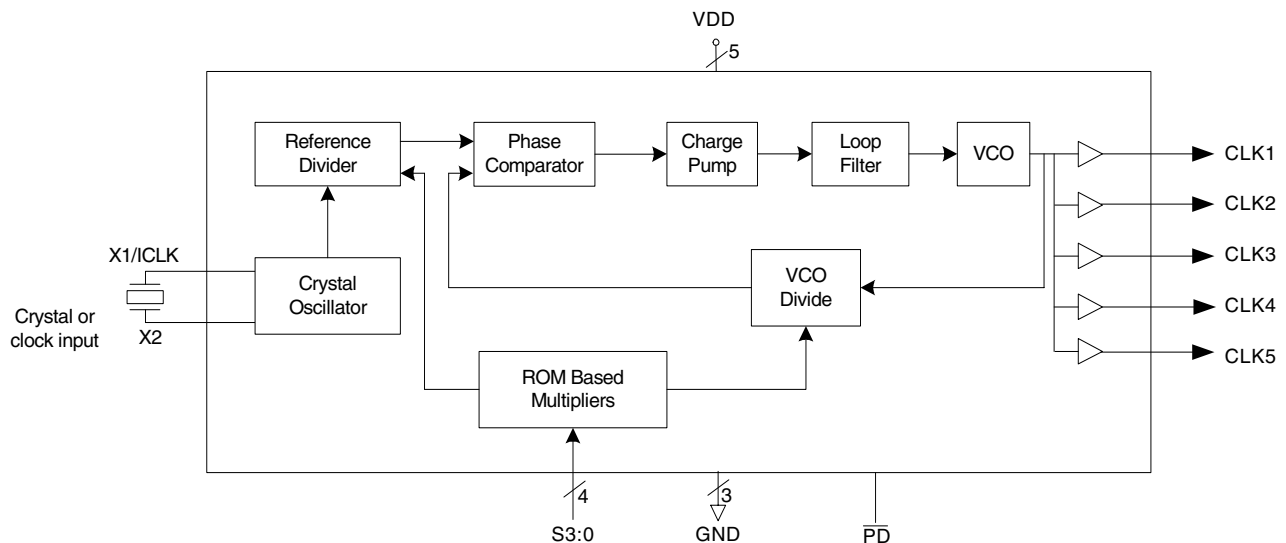 VDD
5
Reference
Divider
Phase
Comparator
Charge
Pump
Loop
Filter
VCO
CLK1
CLK2
CLK3
CLK4
CLK5
X1/ICLK
Crystal or
clock input
X2
Crystal
Oscillator
VCO
Divide
ROM Based
Multipliers
4
S3:0
3
GND
PD